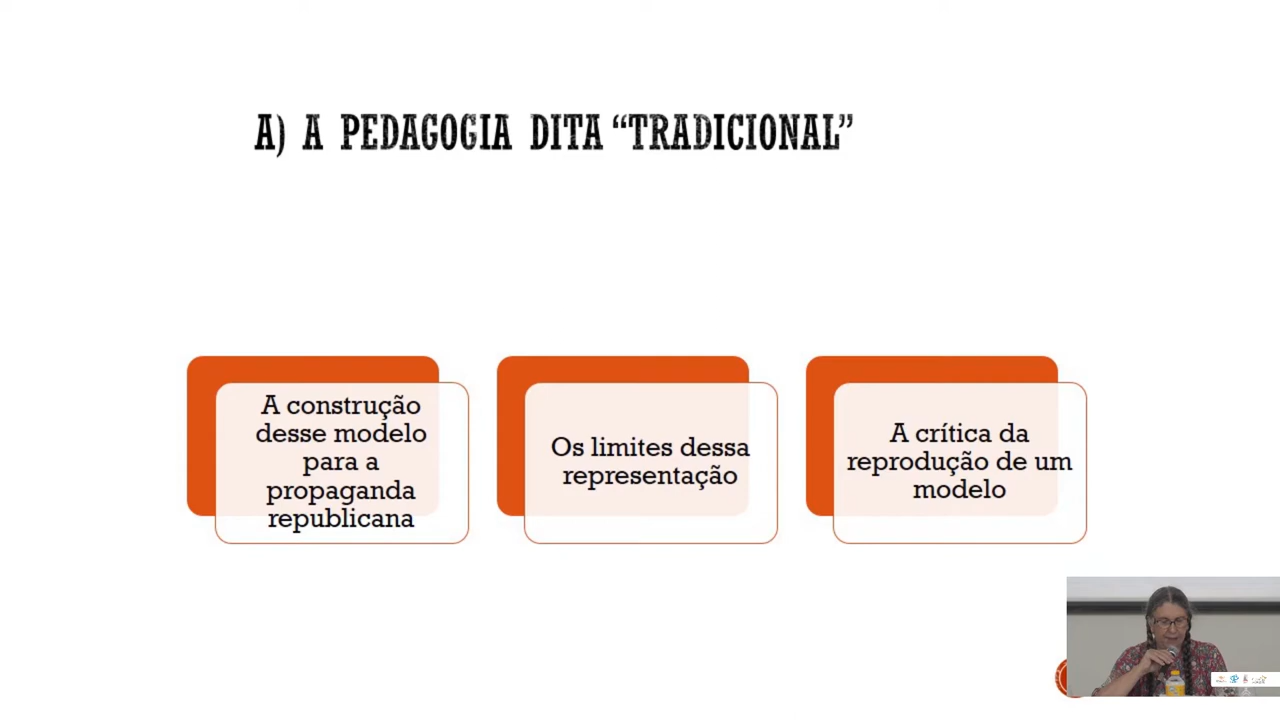 A) A PEDAGOGIA DITA “TRADICIONAL”
A construção
desse modelo
para a
propaganda
republicana
Os limites dessa
representação
A crítica da
reprodução de um
modelo